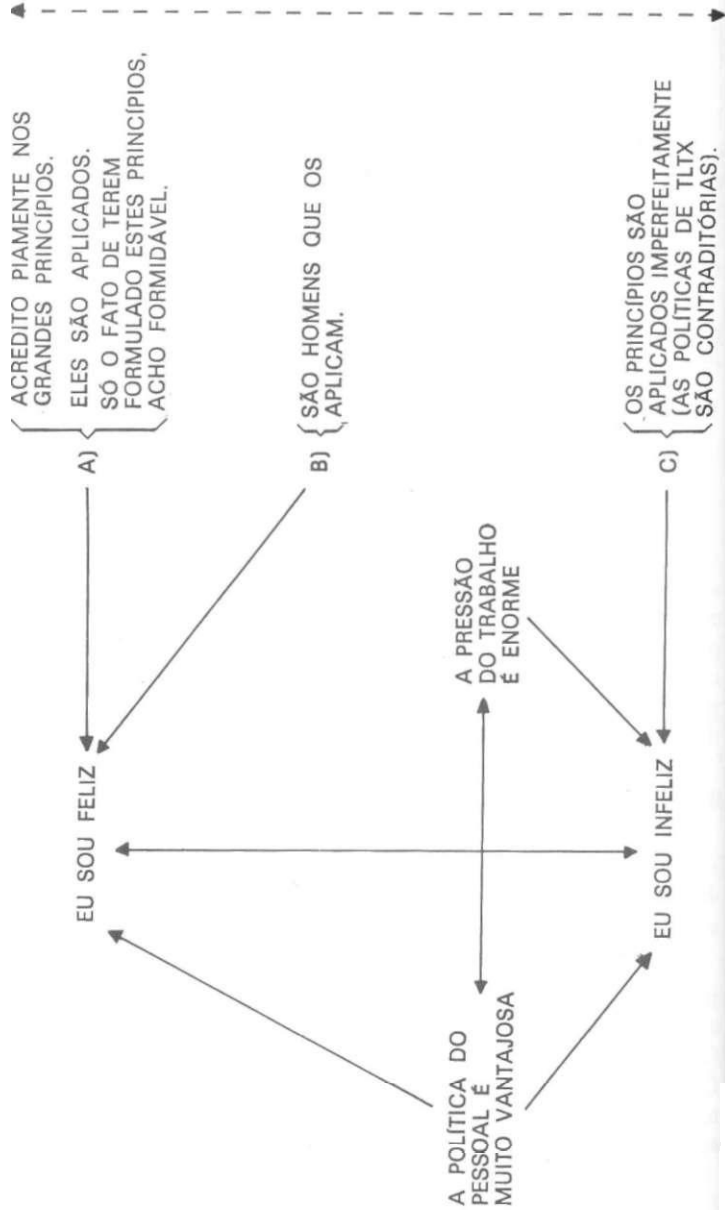 ACREDITO PIAMENTE NOS
GRANDES PRINCÍPIOS.
A)
ELES SÃO APLICADOS.
SÓ O FATO DE TEREM
FORMULADO ESTES PRINCÍPIOS,
ACHO FORMIDÁVEL.
EU SOU FELIZ
B)
SÃO HOMENS QUE OS
APLICAM.
A POLÍTICA DO
PESSOAL É
MUITO VANTAJOSA
A PRESSÃO
DO TRABALHO
É ENORME
EU SOU INFELIZ
C)
OS PRINCÍPIOS SÃO
APLICADOS IMPERFEITAMENTE
(AS POLÍTICAS DE TLTX
SÃO CONTRADITÓRIAS).